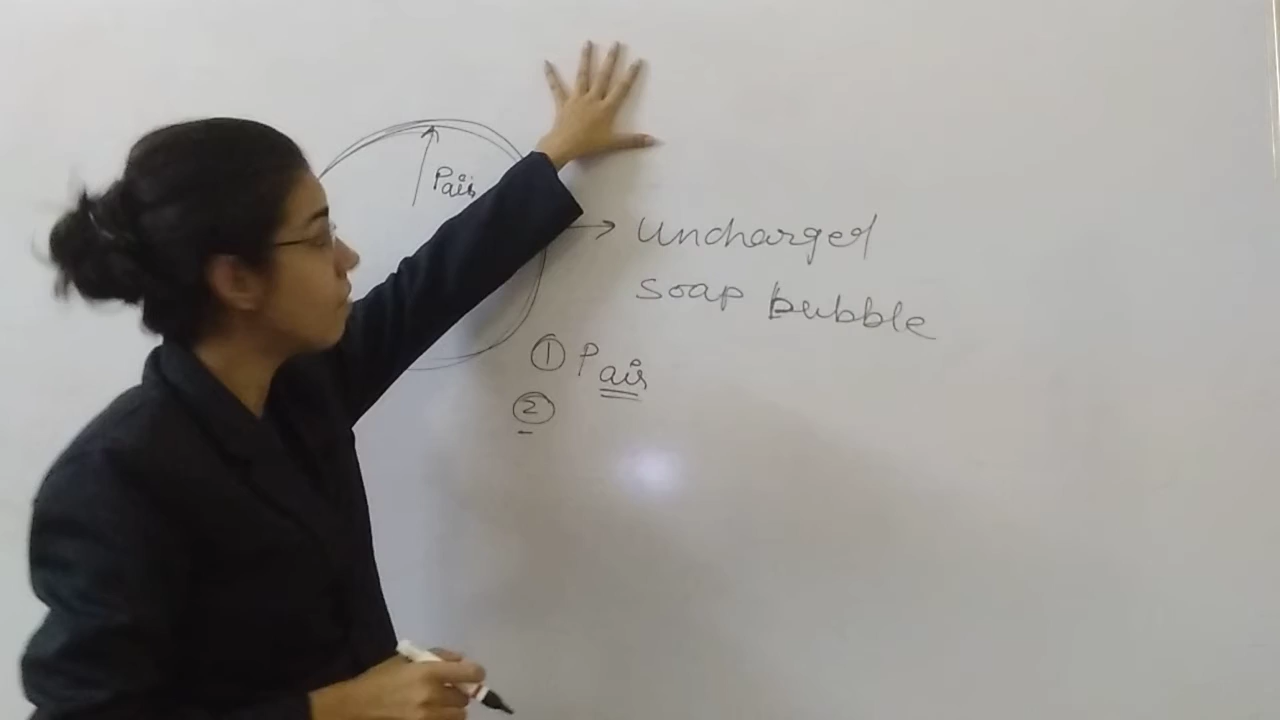 Pair
uncharged
soap bubble
① Pair
②